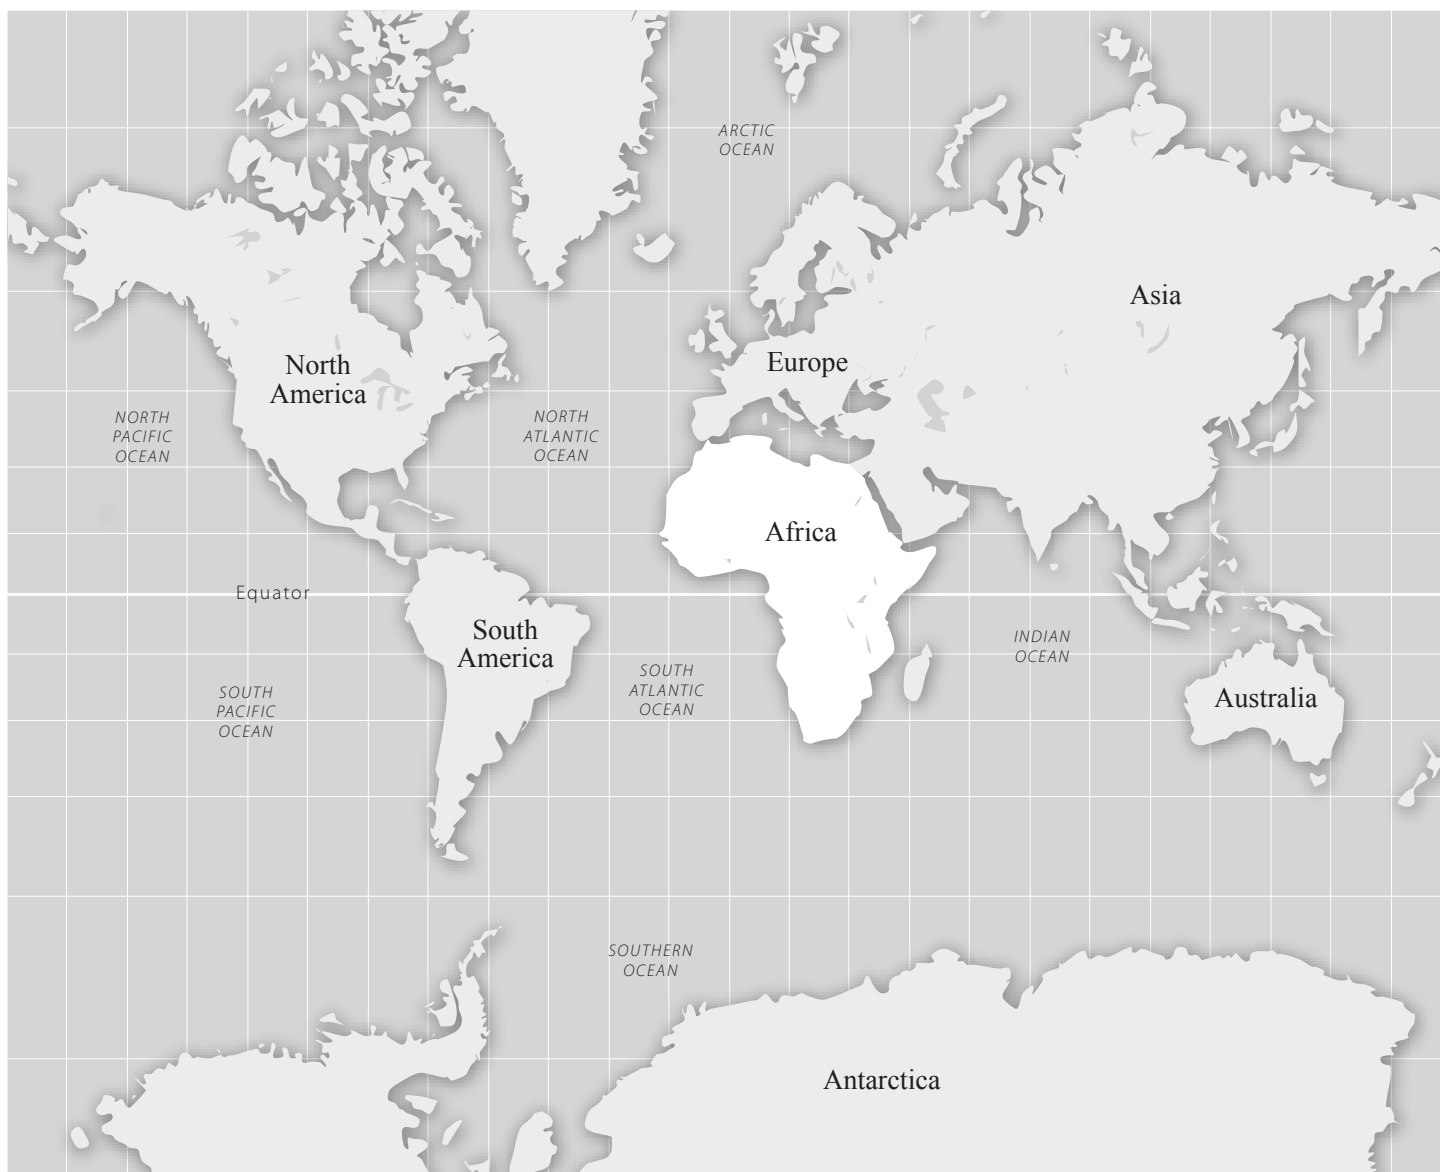 ARCTIC
OCEAN
Asia
North
America
Europe
NORTH
PACIFIC
OCEAN
NORTH
ATLANTIC
OCEAN
Africa
Equator
South
America
INDIAN
OCEAN
SOUTH
PACIFIC
OCEAN
SOUTH
ATLANTIC
OCEAN
Australia
SOUTHERN
OCEAN
Antarctica